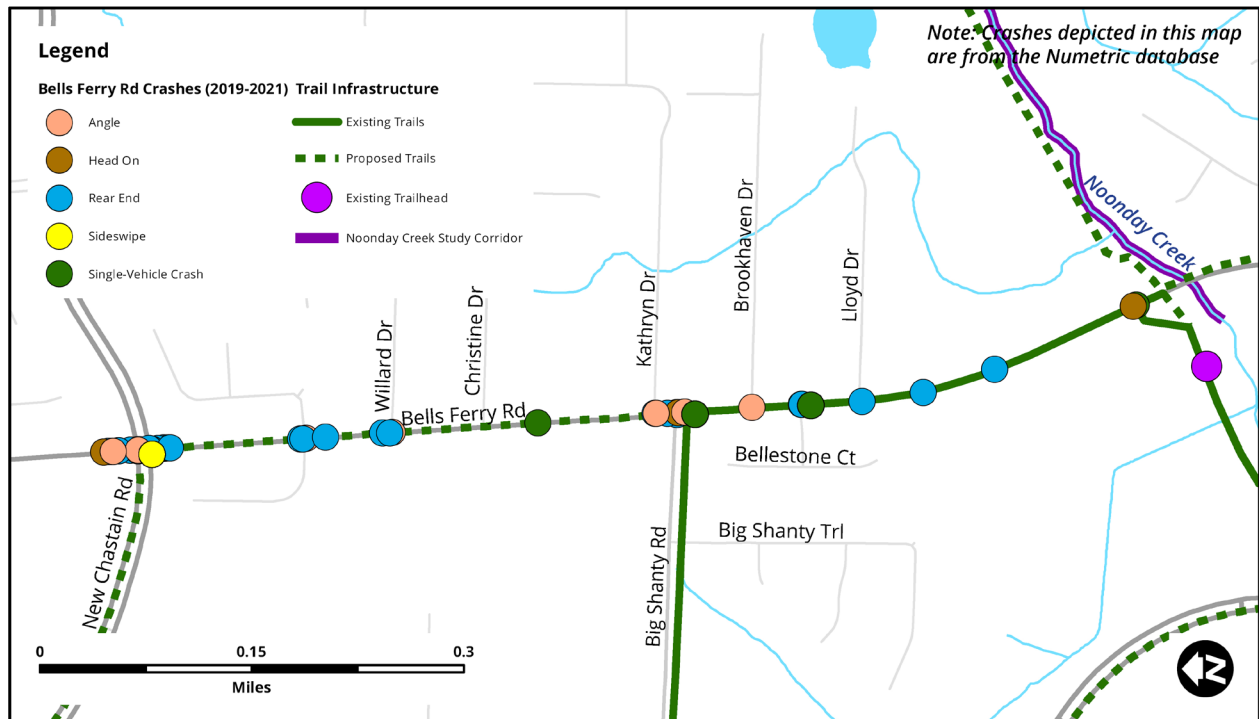 Legend
Note: Crashes depicted in this map
are from the Numetric database
Bells Ferry Rd Crashes (2019-2021)
Angle
Head On
Rear End
Sideswipe
Single-Vehicle Crash
Trail Infrastructure
Existing Trails
Proposed Trails
Existing Trailhead
Noonday Creek Study Corridor
Noonday Creek
Kathryn Dr
Brookhaven Dr
Lloyd Dr
Willard Dr
Christine Dr
Bells Ferry Rd
Bellestone Ct
New Chastain Rd
Big Shanty Rd
Big Shanty Trl
0 0.15 0.3
Miles
N